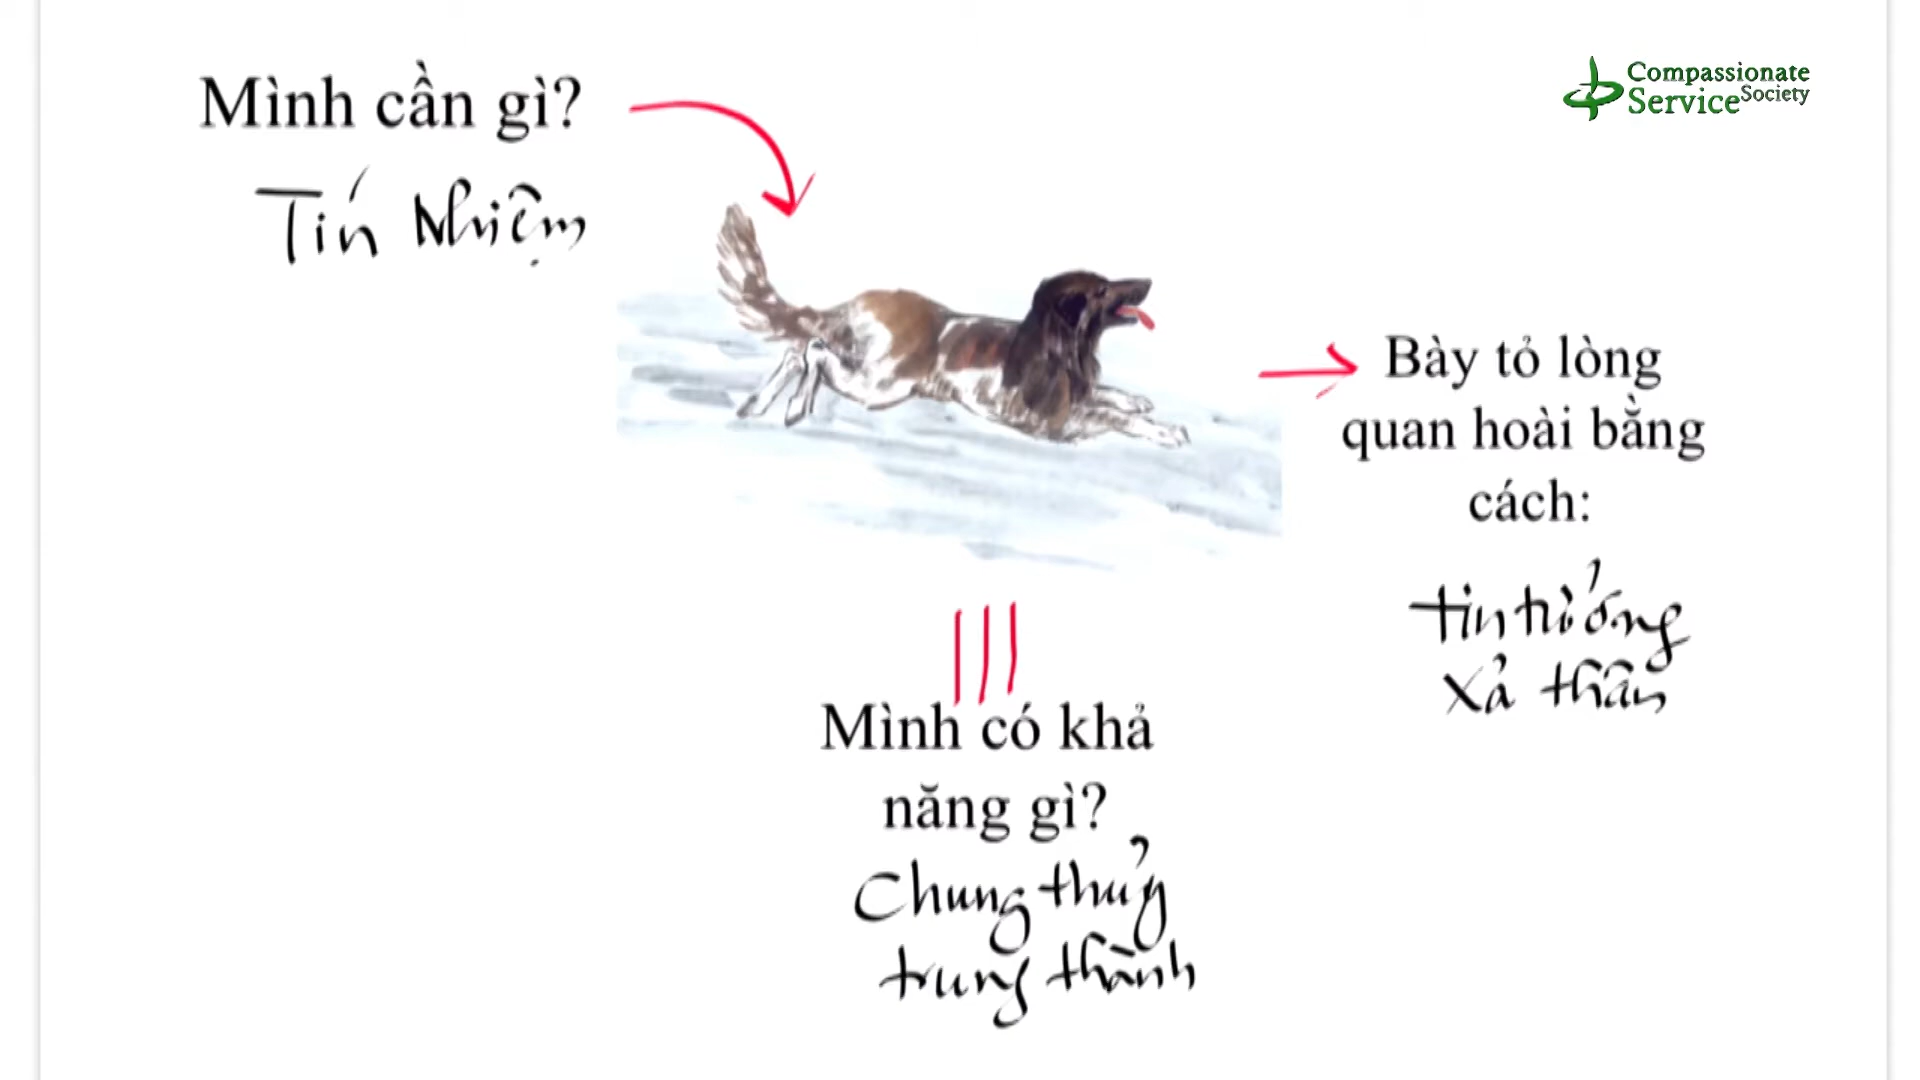 Mình cần gì?
Tín Nhiệm
Compassionate
Service Society
Bày tỏ lòng
quan hoài bằng
cách:
tin tưởng
xả thân
Mình có khả
năng gì?
Chung thủy
trung thành